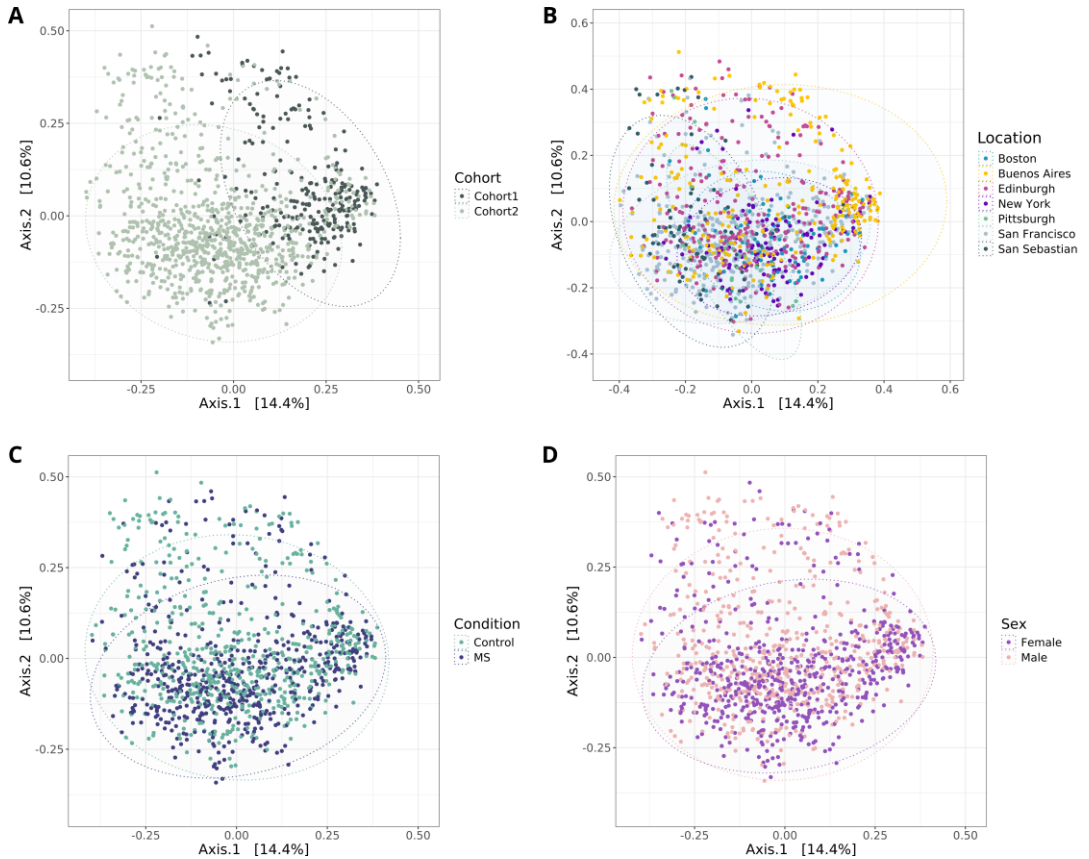 A
0.50
0.25
0.00
-0.25
Axis.2 [10.6%]
-0.25
0.00
0.25
0.50
Axis.1 [14.4%]
Cohort
Cohort1
Cohort2
B
0.6
0.4
0.2
0.0
-0.2
-0.4
Axis.2 [10.6%]
-0.4
-0.2
0.0
0.2
0.4
0.6
Axis.1 [14.4%]
Location
Boston
Buenos Aires
Edinburgh
New York
Pittsburgh
San Francisco
San Sebastian
C
0.50
0.25
0.00
-0.25
Axis.2 [10.6%]
-0.25
0.00
0.25
0.50
Axis.1 [14.4%]
Condition
Control
MS
D
0.50
0.25
0.00
-0.25
Axis.2 [10.6%]
-0.25
0.00
0.25
0.50
Axis.1 [14.4%]
Sex
Female
Male